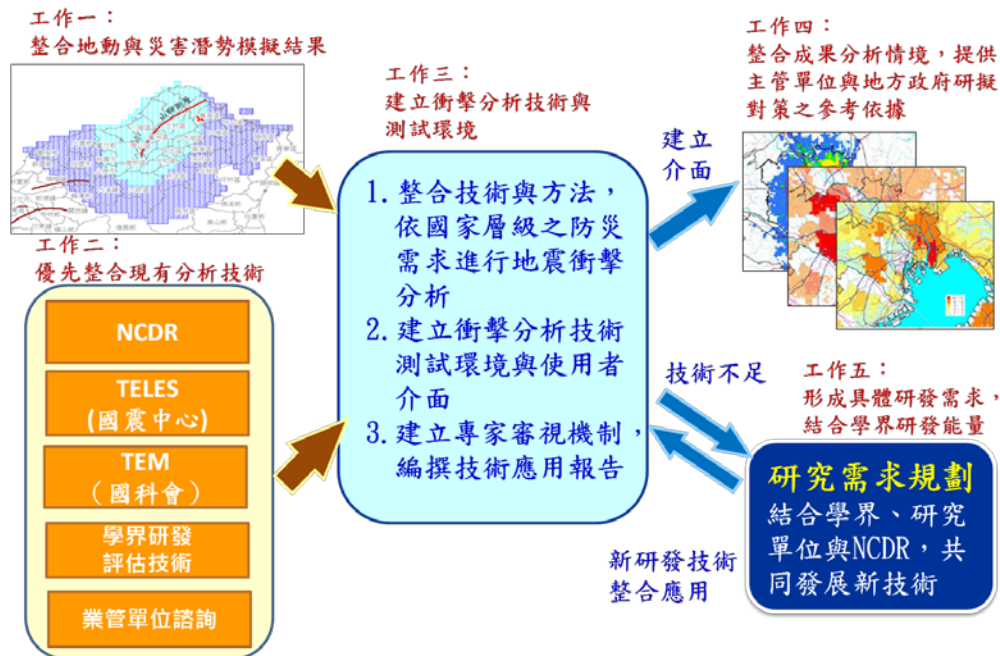 工作一：
整合地動與災害潛勢模擬結果
工作二：
優先整合現有分析技術
NCDR
TELES
(國震中心)
TEM
（國科會）
學界研發
評估技術
業管單位諮詢
工作三：
建立衝擊分析技術與
測試環境
1. 整合技術與方法，
依國家層級之防災
需求進行地震衝擊
分析
2. 建立衝擊分析技術
測試環境與使用者
介面
3. 建立專家審視機制，
編撰技術應用報告
建立
介面
工作四：
整合成果分析情境，提供
主管單位與地方政府研擬
對策之參考依據
技術不足
新研發技術
整合應用
工作五：
形成具體研發需求，
結合學界研發能量
研究需求規劃
結合學界、研究
單位與NCDR，共
同發展新技術